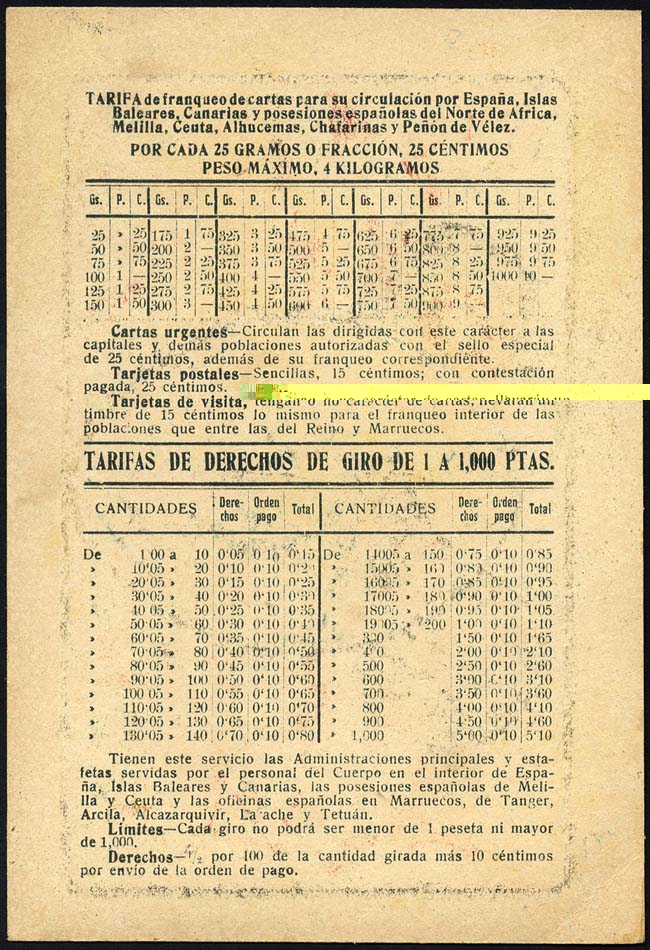 TARIFA de franqueo de cartas para su circulación por España, Islas
Baleares, Canarias y posesiones españolas del Norte de Africa,
Melilla, Ceuta, Alhucemas, Chafarinas y Peñón de Vélez.
POR CADA 25 GRAMOS O FRACCIÓN, 25 CÉNTIMOS
PESO MÁXIMO, 4 KILOGRAMOS
Gs. P. C. Gs. P. C. Gs. P. C. Gs. P. C. Gs. P. C. Gs. P. C. Gs. P. C.
25 » 25 175 1 75 325 3 25 475 4 75 625 6 25 775 7 75 925 9 25
50 » 50 200 2 — 350 3 50 500 5 — 650 6 50 800 8 — 950 9 50
75 » 75 225 2 25 375 3 75 525 5 25 675 6 75 825 8 25 975 9 75
100 1 — 250 2 50 400 4 — 550 5 50 700 7 — 850 8 50 1000 10 —
125 1 25 275 2 75 425 4 25 575 5 75 725 7 25 875 8 75
150 1 50 300 3 — 450 4 50 600 6 — 750 7 50 900 9 —
Cartas urgentes—Circulan las dirigidas con este carácter a las
capitales y demás poblaciones autorizadas con el sello especial
de 25 céntimos, además de su franqueo correspondiente.
Tarjetas postales—Sencillas, 15 céntimos; con contestación
pagada, 25 céntimos.
Tarjetas de visita, tengan o no carácter de cartas, llevarán un
timbre de 15 céntimos lo mismo para el franqueo interior de las
poblaciones que entre las del Reino y Marruecos.
TARIFAS DE DERECHOS DE GIRO DE 1 A 1,000 PTAS.
CANTIDADES Dere-chos Orden pago Total CANTIDADES Dere-chos Orden pago Total
De 1 00 a 10 0'05 0'10 0'15 De 14005 a 150 0'75 0'10 0'85
» 10'05 » 20 0'10 0'10 0'2 » 15005 » 160 0'80 0'10 0'90
» 20'05 » 30 0'15 0'10 0'25 » 16005 » 170 0'85 0'10 0'95
» 30'05 » 40 0'20 0'10 0'30 » 17005 » 180 0'90 0'10 1'00
» 40 05 » 50 0'25 0'10 0'35 » 18005 » 190 0'95 0'10 1'05
» 50'05 » 60 0'30 0'10 0'40 » 19005 » 200 1'00 0'10 1'10
» 60'05 » 70 0'35 0'10 0'45 » 300 1'50 0'10 1'65
» 70'05 » 80 0'40 0'10 0'50 » 400 2'00 0'10 2'10
» 80'05 » 90 0'45 0'10 0'55 » 500 2'50 0'10 2'60
» 90'05 » 100 0'50 0'10 0'60 » 600 3'00 0'10 3'10
» 100 05 » 110 0'55 0'10 0'65 » 700 3'50 0'10 3'60
» 110'05 » 120 0'60 0'10 0'70 » 800 4'00 0'10 4'10
» 120'05 » 130 0'65 0'10 0'75 » 900 4'50 0'10 4'60
» 130'05 » 140 0'70 0'10 0'80 » 1,000 5'00 0'10 5'10
Tienen este servicio las Administraciones principales y esta-
fetas servidas por el personal del Cuerpo en el interior de Espa-
ña, Islas Baleares y Canarias, las posesiones españolas de Meli-
lla y Ceuta y las oficinas españolas en Marruecos, de Tanger,
Arcila, Alcazarquivir, La ache y Tetuán.
Límites—Cada giro no podrá ser menor de 1 peseta ni mayor
de 1,000.
Derechos—1/2 por 100 de la cantidad girada más 10 céntimos
por envío de la orden de pago.